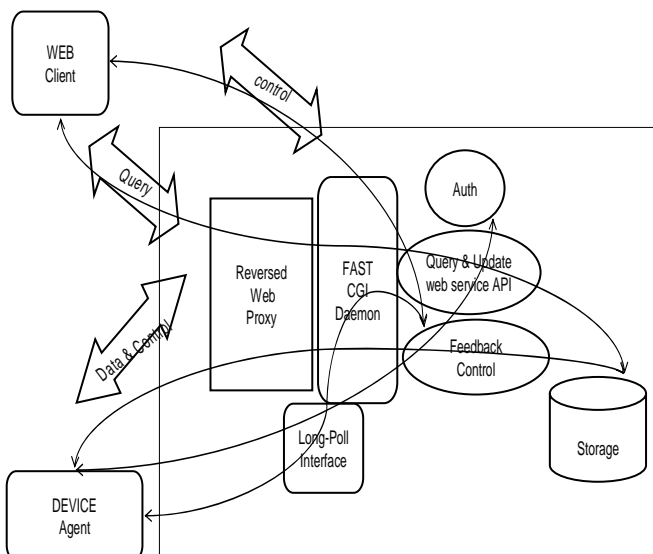 WEB
Client
control
Query
Auth
Reversed
Web
Proxy
FAST
CGI
Daemon
Query & Update
web service API
Feedback
Control
Data & Control
Long-Poll
Interface
Storage
DEVICE
Agent